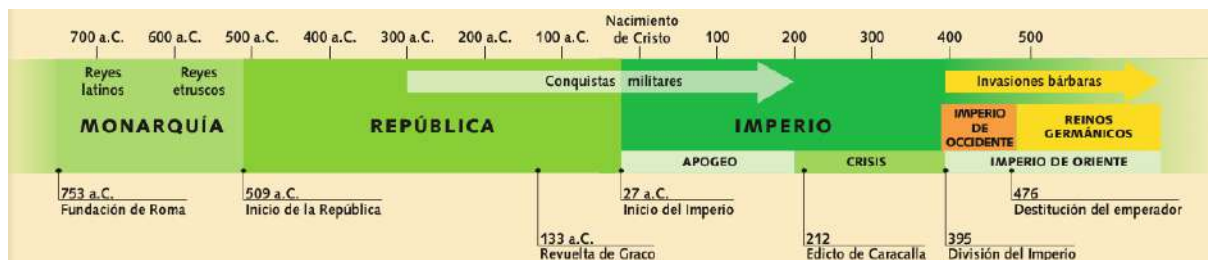 Nacimiento
de Cristo
700 a.C. 600 a.C. 500 a.C. 400 a.C. 300 a.C. 200 a.C. 100 a.C. 100 200 300 400 500
Reyes
latinos
Reyes
etruscos
Conquistas militares
Invasiones bárbaras
MONARQUÍA
REPÚBLICA
IMPERIO
IMPERIO
DE
OCCIDENTE
REINOS
GERMÁNICOS
APOGEO
CRISIS
IMPERIO DE ORIENTE
753 a.C.
Fundación de Roma
509 a.C.
Inicio de la República
27 a.C.
Inicio del Imperio
476
Destitución del emperador
133 a.C.
Revuelta de Graco
212
Edicto de Caracalla
395
División del Imperio